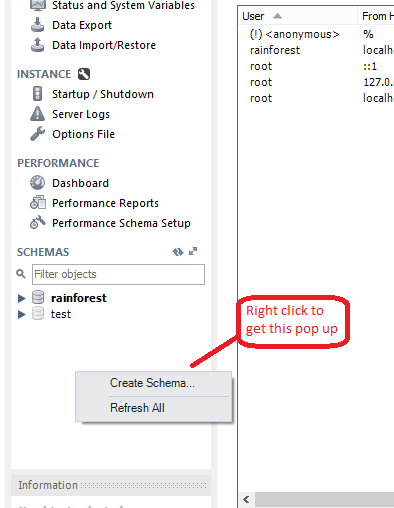 Status and System Variables
Data Export
Data Import/Restore
INSTANCE
Startup / Shutdown
Server Logs
Options File
PERFORMANCE
Dashboard
Performance Reports
Performance Schema Setup
SCHEMAS
Filter objects
rainforest
test
Create Schema...
Refresh All
Information
User From H
(!) <anonymous> %
rainforest localh
root ::1
root 127.0.
root localh
Right click to
get this pop up